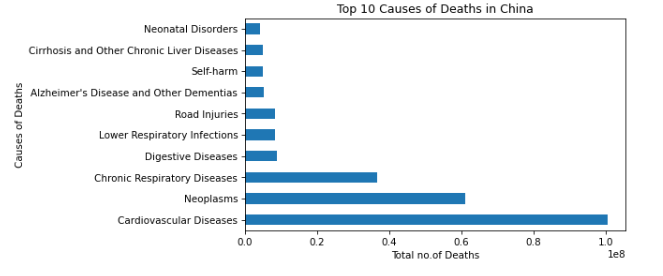 Top 10 Causes of Deaths in China
Causes of Deaths
Neonatal Disorders
Cirrhosis and Other Chronic Liver Diseases
Self-harm
Alzheimer's Disease and Other Dementias
Road Injuries
Lower Respiratory Infections
Digestive Diseases
Chronic Respiratory Diseases
Neoplasms
Cardiovascular Diseases
0.0 0.2 0.4 0.6 0.8 1.0
1e8
Total no.of Deaths